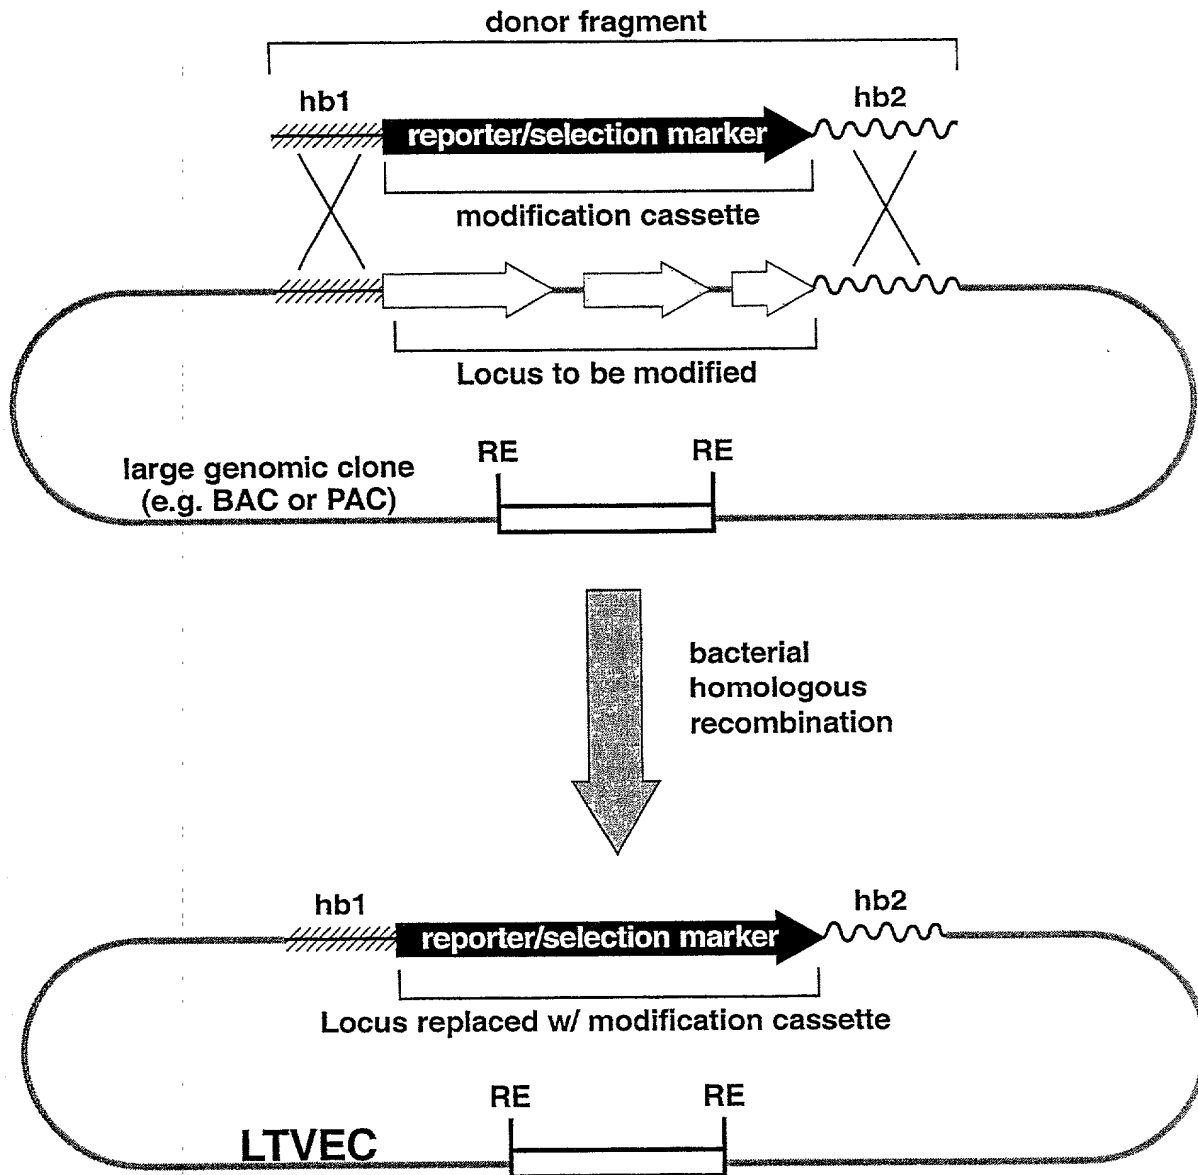 donor fragment
hb1
hb2
reporter/selection marker
modification cassette
Locus to be modified
RE
RE
large genomic clone
(e.g. BAC or PAC)
bacterial
homologous
recombination
hb1
hb2
reporter/selection marker
Locus replaced w/ modification cassette
RE
RE
LTVEC